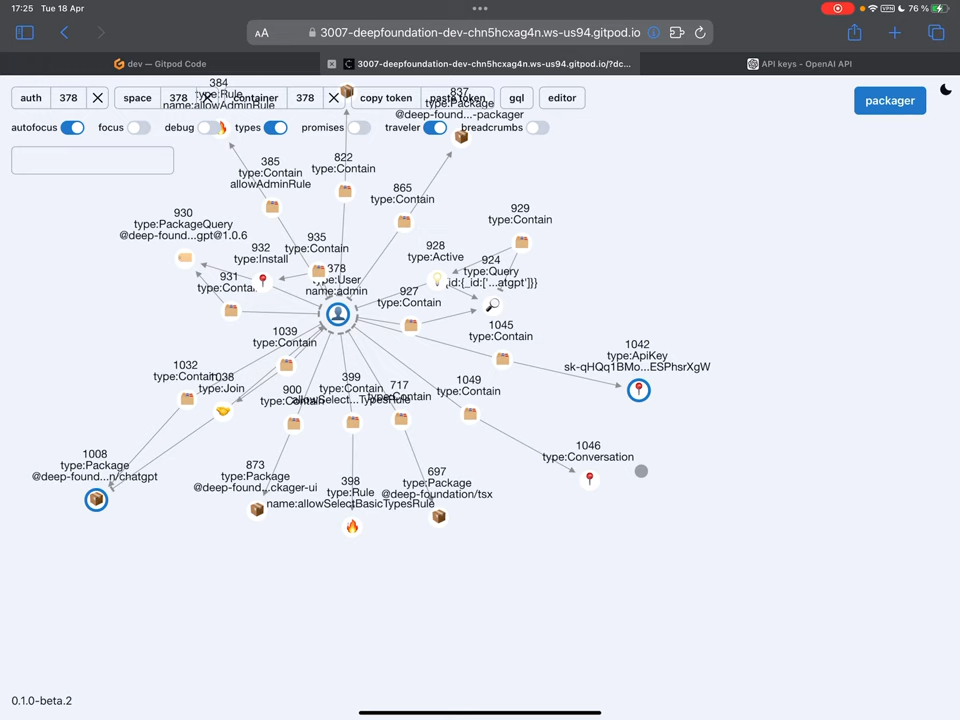 17:25 Tue 18 Apr
VPN 76 %
AA 3007-deepfoundation-dev-chn5hcxag4n.ws-us94.gitpod.io
dev — Gitpod Code
3007-deepfoundation-dev-chn5hcxag4n.ws-us94.gitpod.io/?dc...
API keys - OpenAI API
auth 378 space 378 container 378 copy token paste token gql editor
packager
autofocus focus debug types promises traveler breadcrumbs
384
type:Rule
name:allowAdminRule
837
type:Package
@deep-found...-packager
385
type:Contain
allowAdminRule
822
type:Contain
865
type:Contain
929
type:Contain
930
type:PackageQuery
@deep-found...gpt@1.0.6
932
type:Install
935
type:Contain
928
type:Active
924
type:Query
{_id:['...atgpt']}}
931
378
type:User
name:admin
927
type:Contain
1045
type:Contain
1042
type:ApiKey
sk-qHQq1BMo...ESPhsrXgW
1039
type:Contain
1032
type:Contain
1038
type:Join
900
type:Contain
399
type:Contain
717
type:Contain
1049
type:Contain
1046
type:Conversation
1008
type:Package
@deep-found...n/chatgpt
873
type:Package
@deep-found...ckager-ui
398
type:Rule
name:allowSelectBasicTypesRule
697
type:Package
@deep-foundation/tsx
0.1.0-beta.2